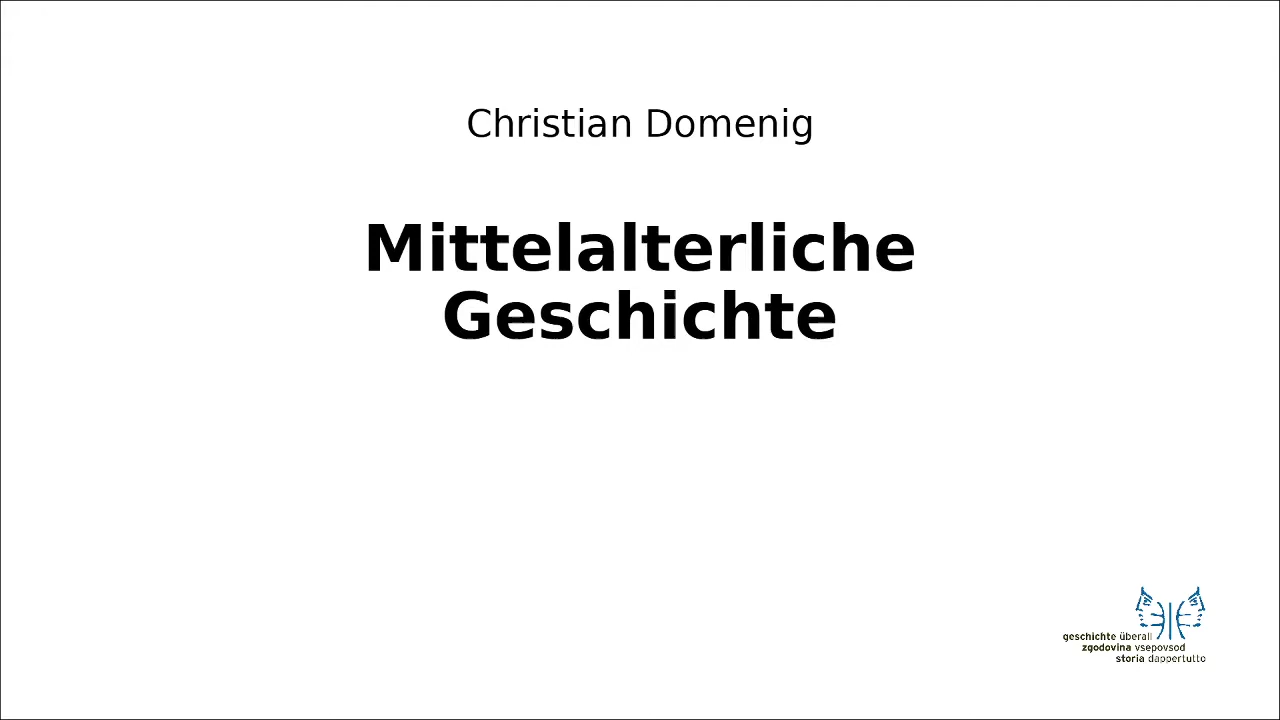 Christian Domenig
Mittelalterliche
Geschichte
geschichte überall
zgodovina vsepovsod
storia dappertutto